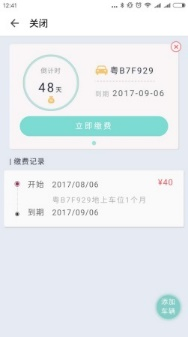 12:41
关闭
倒计时
粤B7F929
48天
到期 2017-09-06
立即缴费
缴费记录
开始 2017/08/06 ¥40
粤B7F929地上车位1个月
到期 2017/09/06
添加
车辆